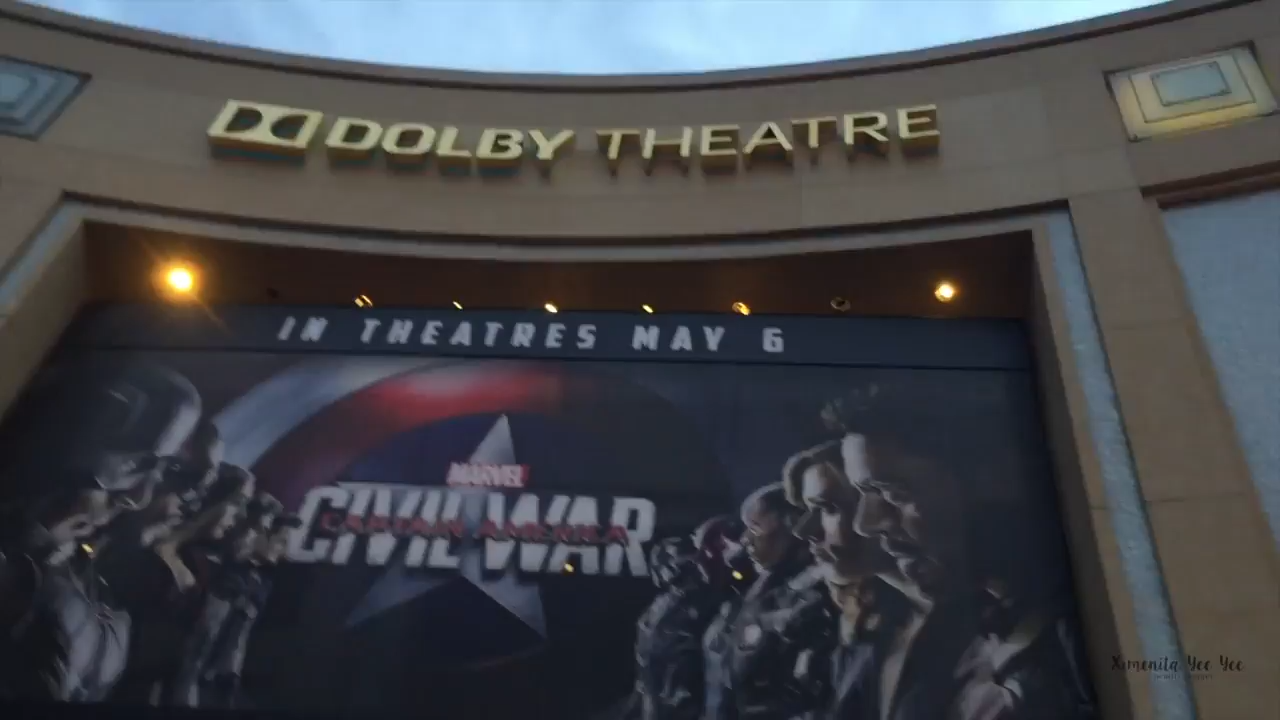 DOLBY THEATRE
IN THEATRES MAY 6
MARVEL
CIVIL WAR
CAPTAIN AMERICA
Ximenita Yee Yee